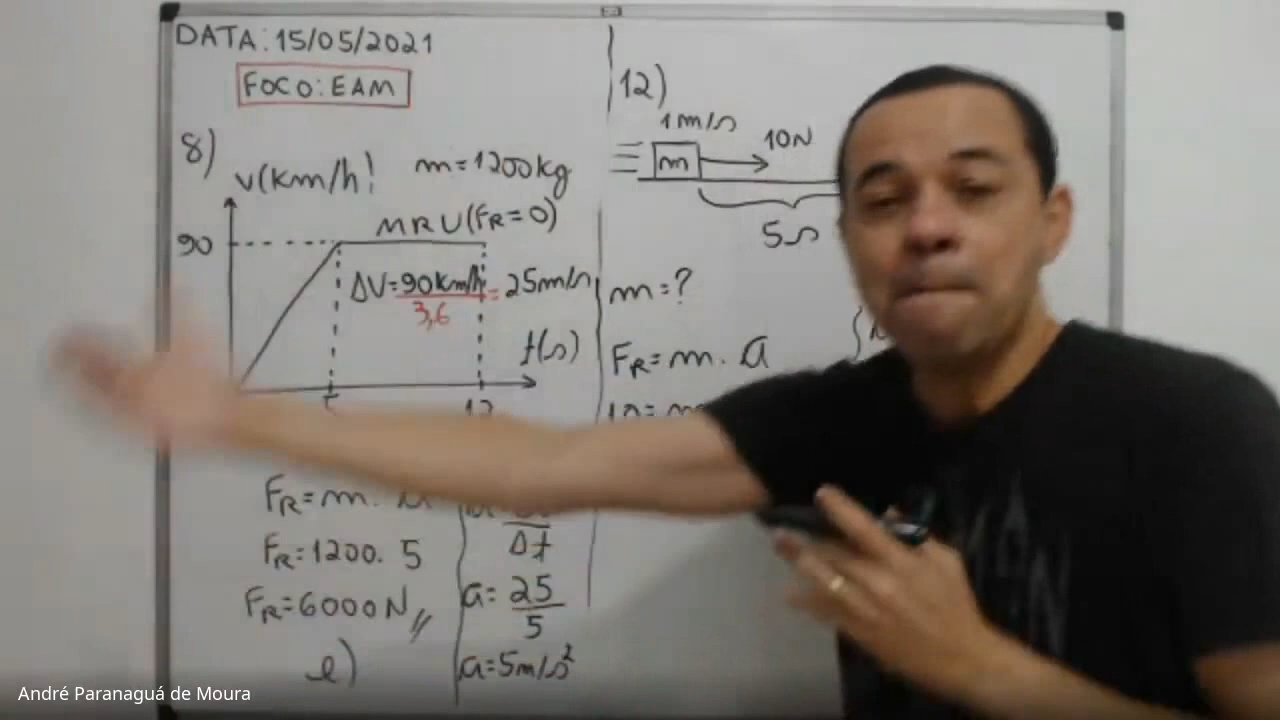 DATA: 15/05/2021
FOCO: EAM
8)
v(Km/h)
m=1200kg
MRU(FR=0)
90
ΔV=90km/h = 25m/s
3,6
t(s)
12
FR=m.
FR=1200. 5
FR=6000N
e)
Δt
a= 25
5
a=5m/s²
12)
1m/s
10N
m
5s
m=?
FR=m. a
10= m
André Paranaguá de Moura